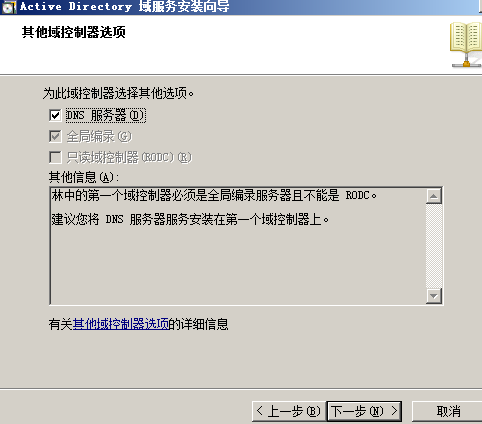 Active Directory 域服务安装向导
其他域控制器选项
为此域控制器选择其他选项。
DNS 服务器(D)
全局编录(G)
只读域控制器(RODC)(R)
其他信息(A):
林中的第一个域控制器必须是全局编录服务器且不能是 RODC。
建议您将 DNS 服务器服务安装在第一个域控制器上。
有关其他域控制器选项的详细信息
< 上一步(B) 下一步(N) > 取消